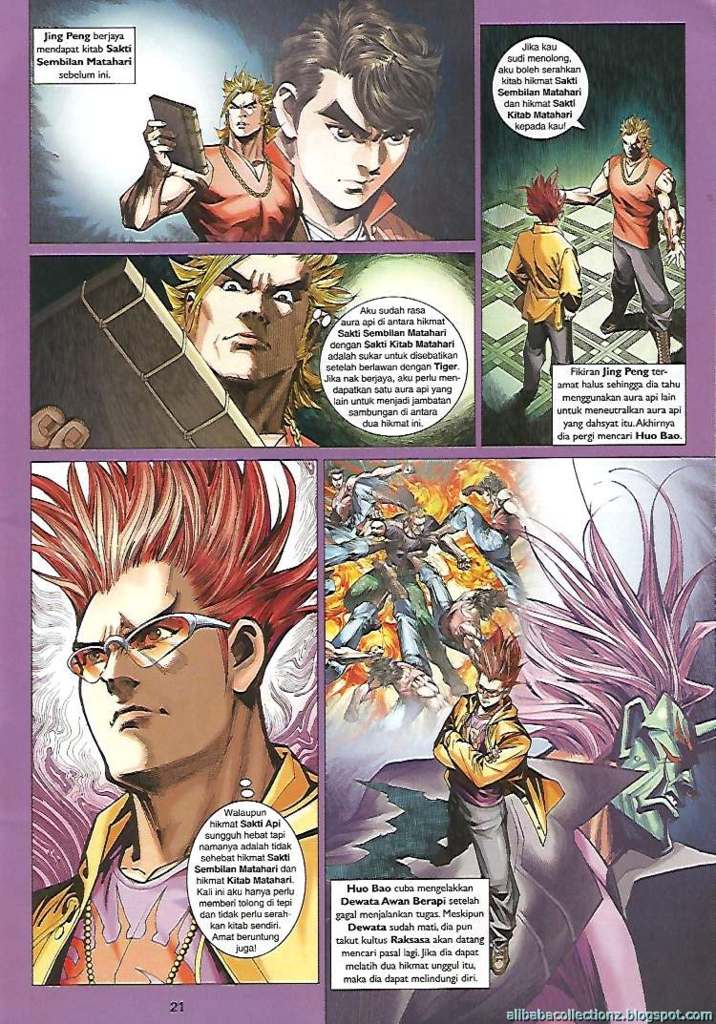 Jing Peng berjaya
mendapat kitab Sakti
Sembilan Matahari
sebelum ini.
Jika kau
sudi menolong,
aku boleh serahkan
kitab hikmat Sakti
Sembilan Matahari
dan hikmat Sakti
Kitab Matahari
kepada kau!
Aku sudah rasa
aura api di antara hikmat
Sakti Sembilan Matahari
dengan Sakti Kitab Matahari
adalah sukar untuk disebatikan
setelah berlawan dengan Tiger.
Jika nak berjaya, aku perlu men-
dapatkan satu aura api yang
lain untuk menjadi jambatan
sambungan di antara
dua hikmat ini.
Fikiran Jing Peng ter-
amat halus sehingga dia tahu
menggunakan aura api lain
untuk meneutralkan aura api
yang dahsyat itu. Akhirnya
dia pergi mencari Huo Bao.
Walaupun
hikmat Sakti Api
sungguh hebat tapi
namanya adalah tidak
sehebat hikmat Sakti
Sembilan Matahari dan
hikmat Kitab Matahari.
Kali ini aku hanya perlu
memberi tolong di tepi
dan tidak perlu serah-
kan kitab sendiri.
Amat beruntung
juga!
Huo Bao cuba mengelakkan
Dewata Awan Berapi setelah
gagal menjalankan tugas. Meskipun
Dewata sudah mati, dia pun
takut kultus Raksasa akan datang
mencari pasal lagi. Jika dia dapat
melatih dua hikmat unggul itu,
maka dia dapat melindungi diri.
21
alibabacollectionz.blogspot.com